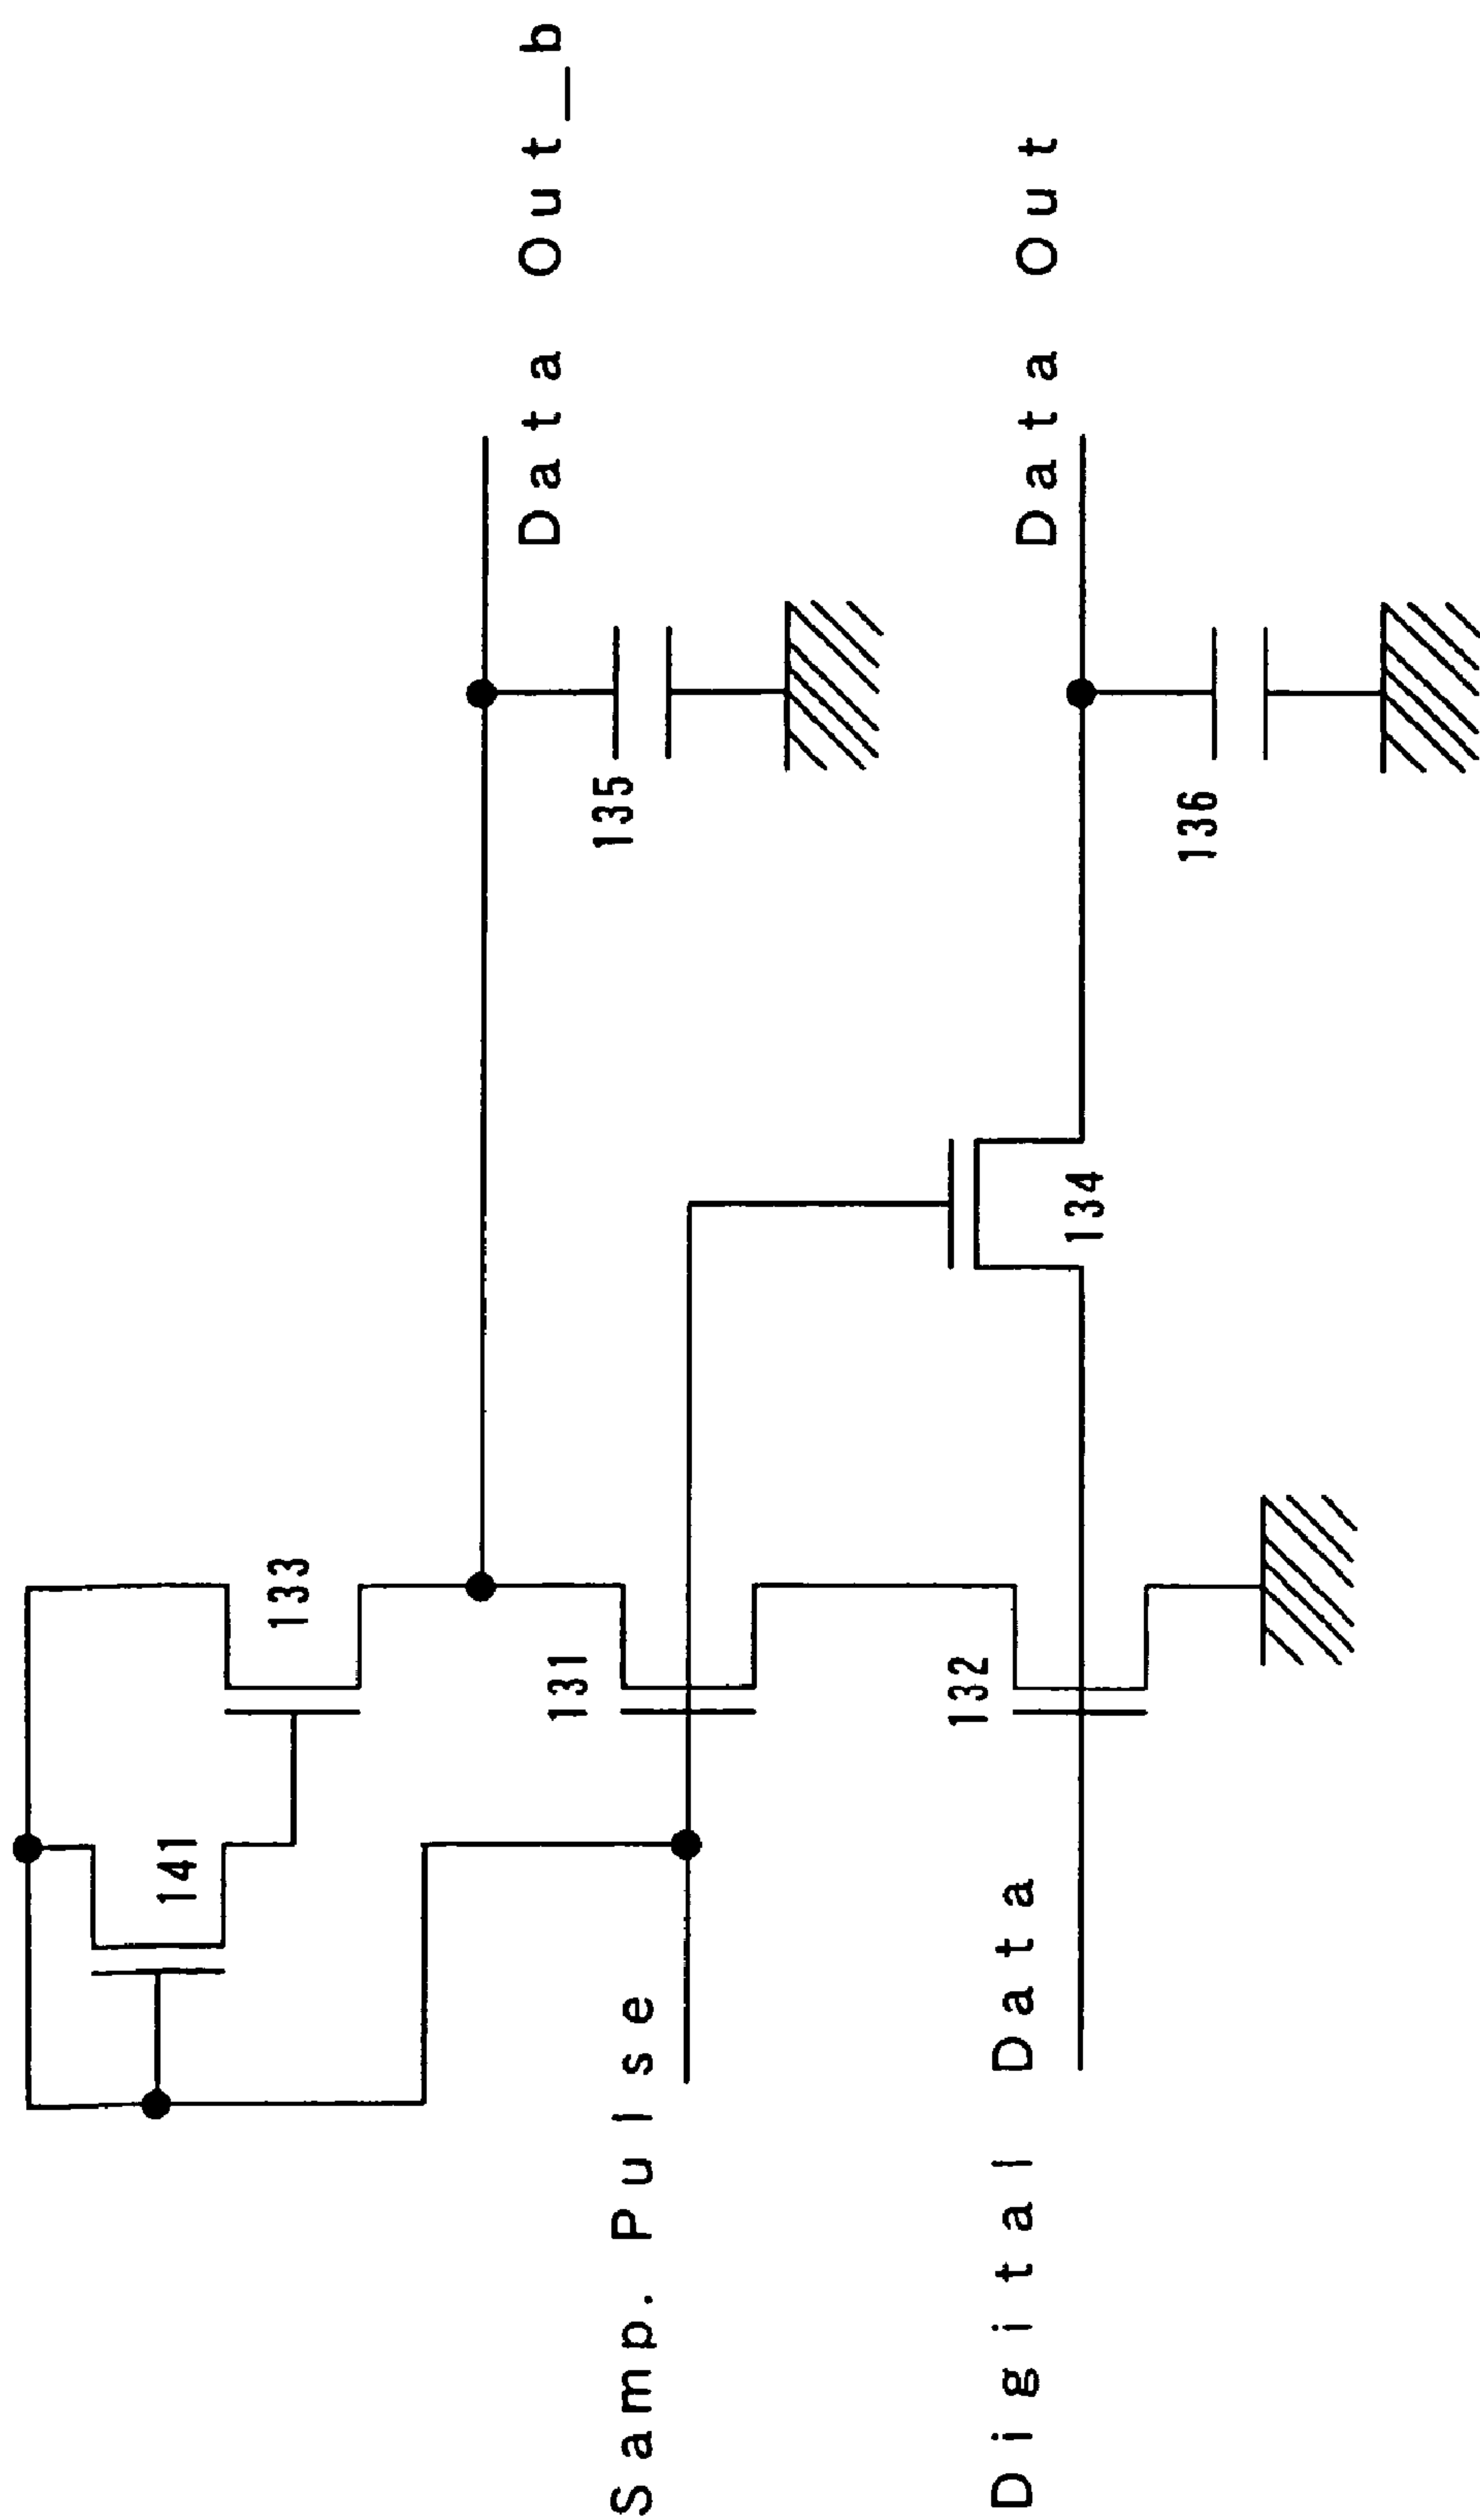 141
133
Data Out_b
131
135
Samp. Pulse
134
Data Out
132
136
Digital Data